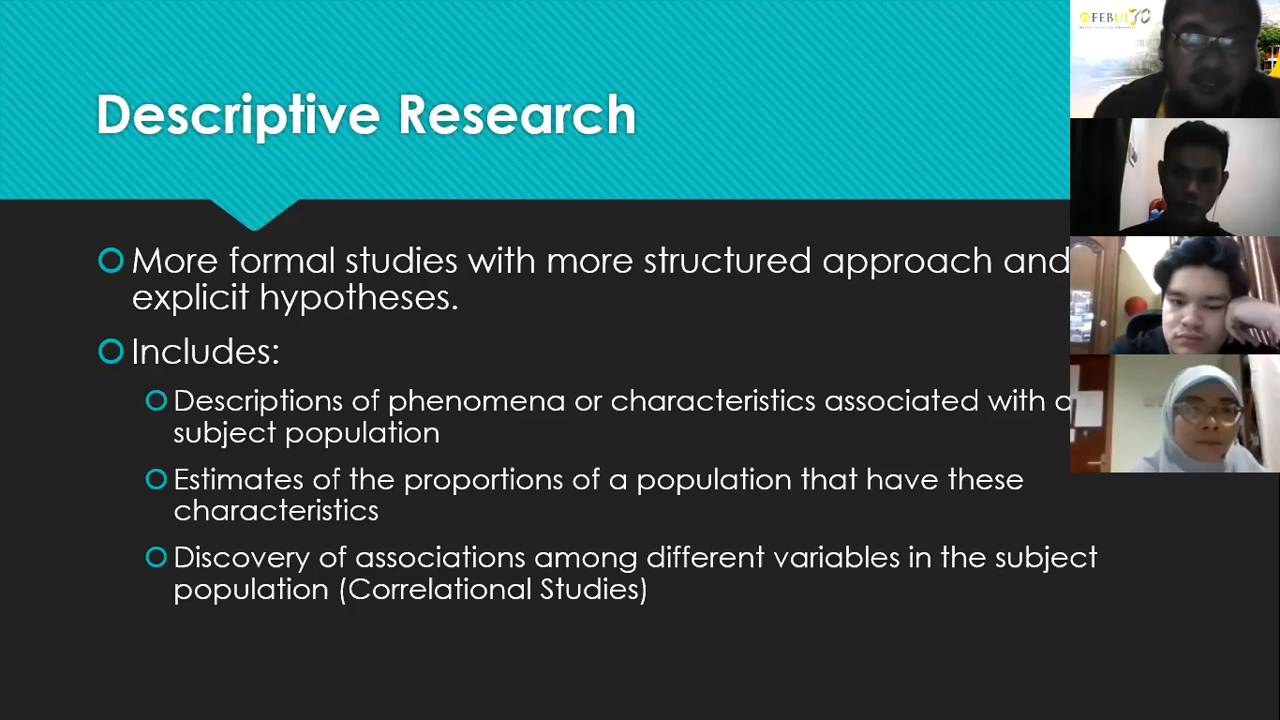 FEBUI 70
Descriptive Research
More formal studies with more structured approach and
explicit hypotheses.
Includes:
Descriptions of phenomena or characteristics associated with a
subject population
Estimates of the proportions of a population that have these
characteristics
Discovery of associations among different variables in the subject
population (Correlational Studies)